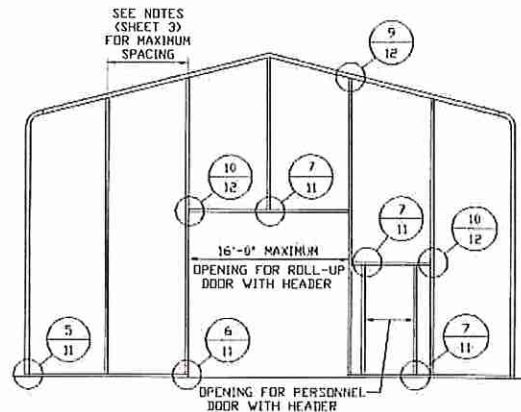 SEE NOTES
(SHEET 3)
FOR MAXIMUM
SPACING
9
12
10
12
7
11
7
11
10
12
16'-0" MAXIMUM
OPENING FOR ROLL-UP
DOOR WITH HEADER
5
11
6
11
7
11
OPENING FOR PERSONNEL
DOOR WITH HEADER